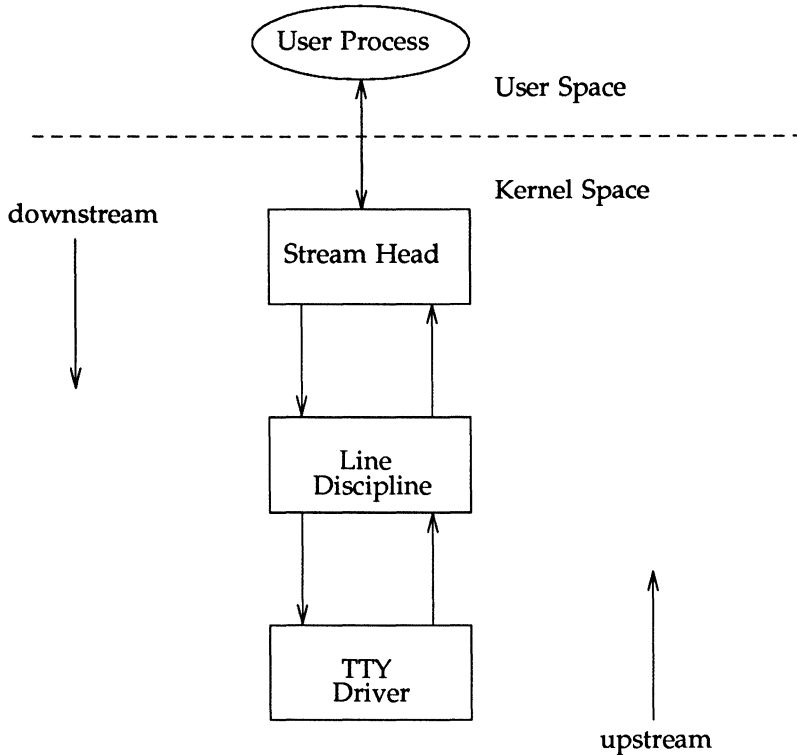 User Process
User Space
Kernel Space
downstream
Stream Head
Line
Discipline
TTY
Driver
upstream